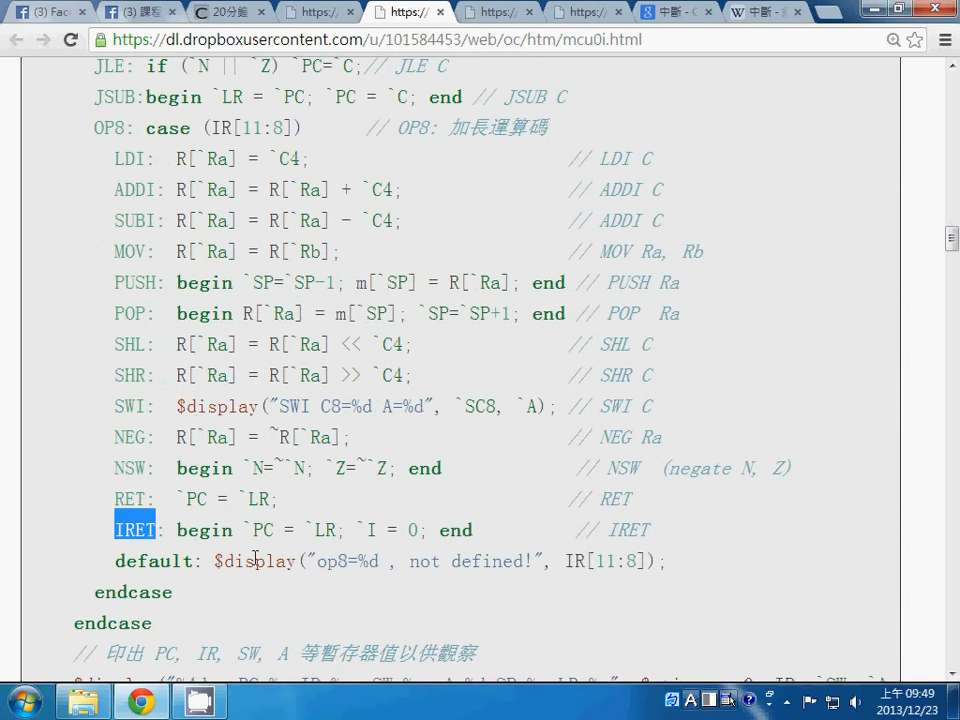 (3) Fac
(3) 課程
20分鐘
https:/
https:/
https:/
https:/
中斷 - G
中斷 - 維
https://dl.dropboxusercontent.com/u/101584453/web/oc/htm/mcu0i.html
JLE: if (`N || `Z) `PC=`C;// JLE C
JSUB:begin `LR = `PC; `PC = `C; end // JSUB C
OP8: case (IR[11:8]) // OP8: 加長運算碼
LDI: R[`Ra] = `C4; // LDI C
ADDI: R[`Ra] = R[`Ra] + `C4; // ADDI C
SUBI: R[`Ra] = R[`Ra] - `C4; // ADDI C
MOV: R[`Ra] = R[`Rb]; // MOV Ra, Rb
PUSH: begin `SP=`SP-1; m[`SP] = R[`Ra]; end // PUSH Ra
POP: begin R[`Ra] = m[`SP]; `SP=`SP+1; end // POP Ra
SHL: R[`Ra] = R[`Ra] << `C4; // SHL C
SHR: R[`Ra] = R[`Ra] >> `C4; // SHR C
SWI: $display("SWI C8=%d A=%d", `SC8, `A); // SWI C
NEG: R[`Ra] = ~R[`Ra]; // NEG Ra
NSW: begin `N=~`N; `Z=~`Z; end // NSW (negate N, Z)
RET: `PC = `LR; // RET
IRET: begin `PC = `LR; `I = 0; end // IRET
default: $display("op8=%d , not defined!", IR[11:8]);
endcase
endcase
// 印出 PC, IR, SW, A 等暫存器值以供觀察
上午 09:49
2013/12/23